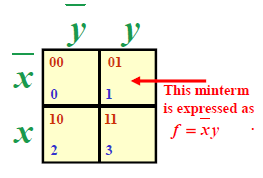 y̅ y
x̅ 00 01
0 1
This minterm
is expressed as
f = x̅y .
x 10 11
2 3